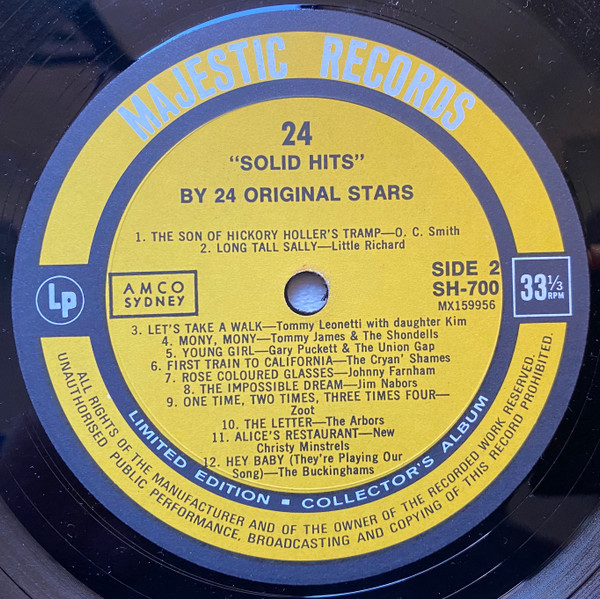 MAJESTIC RECORDS
24
"SOLID HITS"
BY 24 ORIGINAL STARS
1. THE SON OF HICKORY HOLLER'S TRAMP—O. C. Smith
2. LONG TALL SALLY—Little Richard
LP
AMCO
SYDNEY
SIDE 2
SH-700
MX159956
33 1/3
RPM
3. LET'S TAKE A WALK—Tommy Leonetti with daughter Kim
4. MONY, MONY—Tommy James & The Shondells
5. YOUNG GIRL—Gary Puckett & The Union Gap
6. FIRST TRAIN TO CALIFORNIA—The Cryan' Shames
7. ROSE COLOURED GLASSES—Johnny Farnham
8. THE IMPOSSIBLE DREAM—Jim Nabors
9. ONE TIME, TWO TIMES, THREE TIMES FOUR—
Zoot
10. THE LETTER—The Arbors
11. ALICE'S RESTAURANT—New
Christy Minstrels
12. HEY BABY (They're Playing Our
Song)—The Buckinghams
LIMITED EDITION ▪ COLLECTOR'S ALBUM
ALL RIGHTS OF THE MANUFACTURER AND OF THE OWNER OF THE RECORDED WORK RESERVED.
UNAUTHORISED PUBLIC PERFORMANCE, BROADCASTING AND COPYING OF THIS RECORD PROHIBITED.